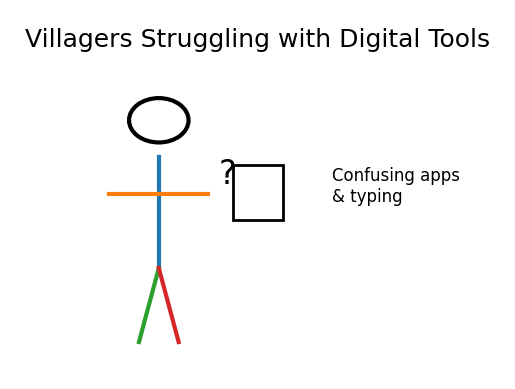 Villagers Struggling with Digital Tools
?
Confusing apps
& typing